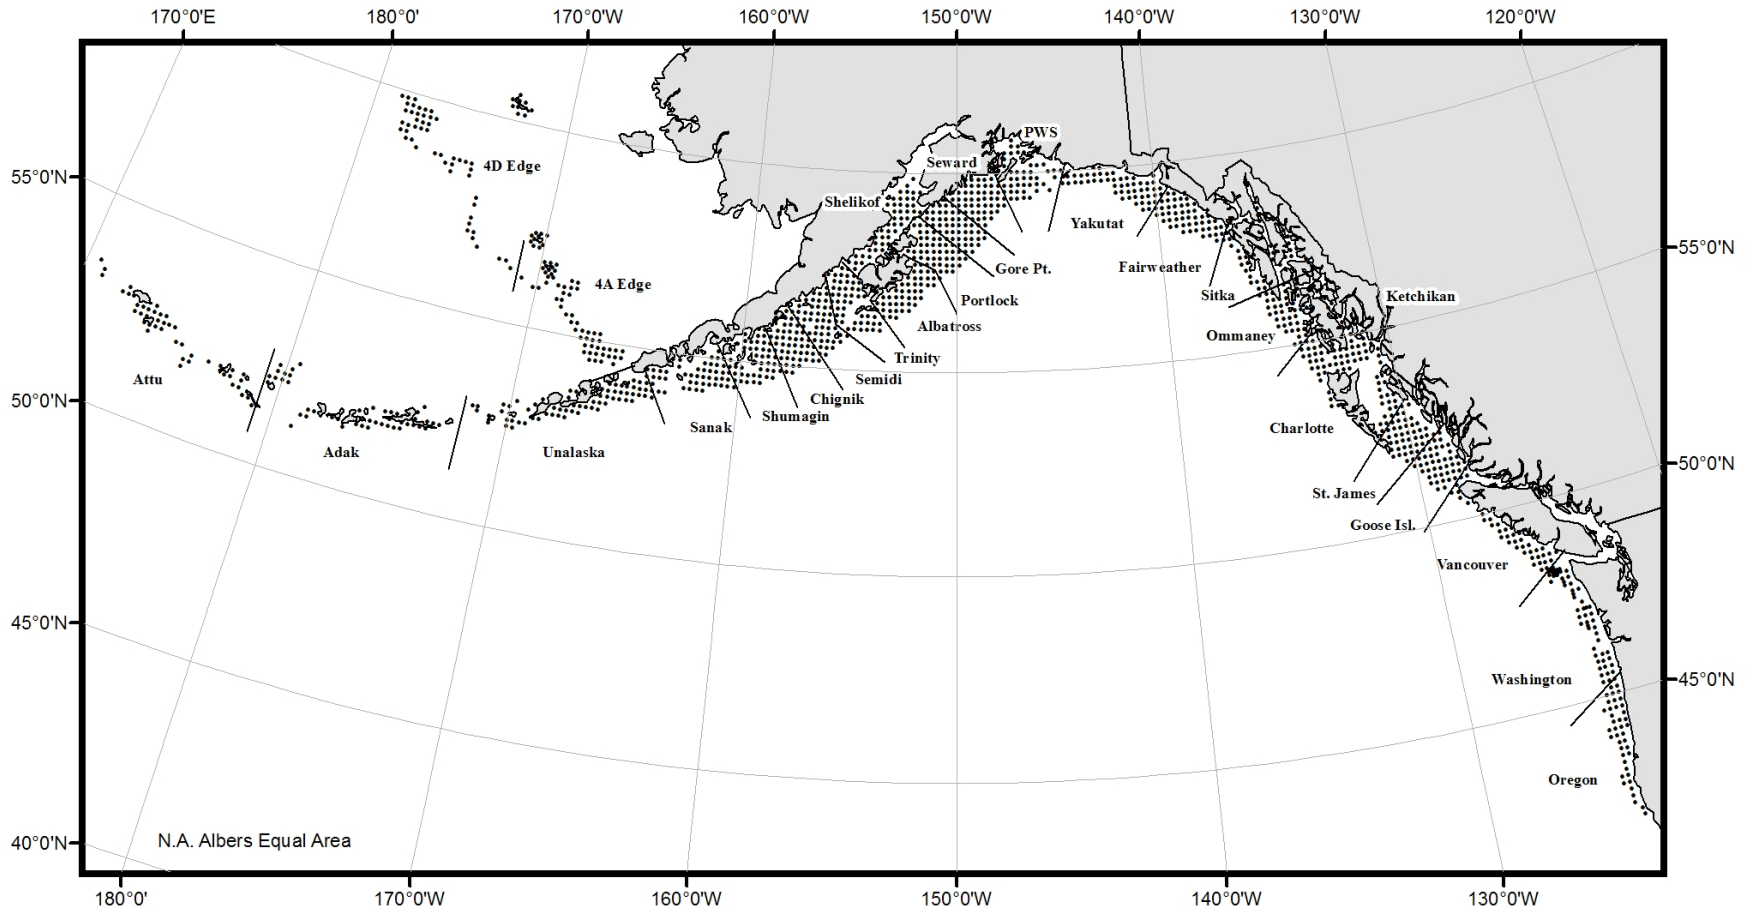 170°0'E 180°0' 170°0'W 160°0'W 150°0'W 140°0'W 130°0'W 120°0'W
PWS
4D Edge
Seward
55°0'N
Shelikof
Yakutat
55°0'N
Fairweather
Gore Pt.
4A Edge
Sitka
Ketchikan
Portlock
Albatross
Ommaney
Trinity
Attu
Semidi
50°0'N
Chignik
Shumagin
Sanak
Charlotte
Adak
Unalaska
50°0'N
St. James
Goose Isl.
Vancouver
45°0'N
Washington
45°0'N
Oregon
N.A. Albers Equal Area
40°0'N
180°0' 170°0'W 160°0'W 150°0'W 140°0'W 130°0'W